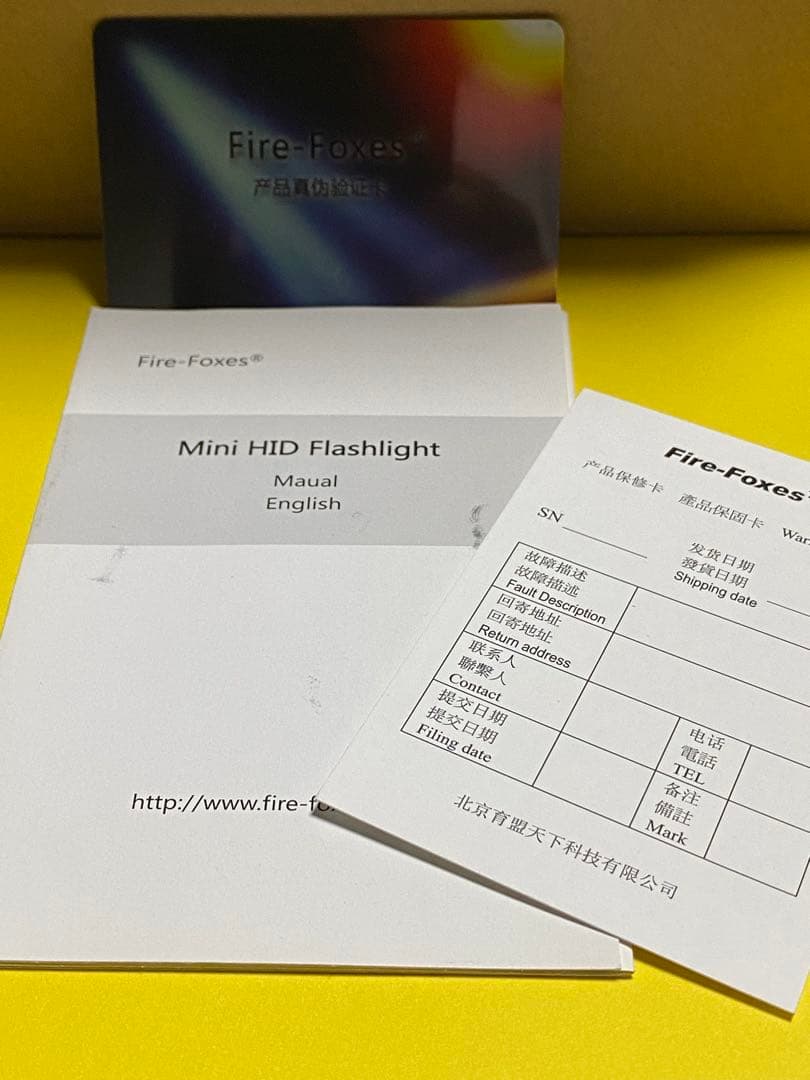 Fire-Foxes®
产品真伪验证卡
Fire-Foxes®
Mini HID Flashlight
Maual
English
http://www.fire-fo
Fire-Foxes®
产品保修卡 產品保固卡
SN
发货日期
發貨日期
Shipping date
故障描述
故障描述
Fault Description
回寄地址
回寄地址
Return address
联系人
聯繫人
Contact
提交日期
提交日期
Filing date
电话
電話
TEL
备注
備註
Mark
北京育盟天下科技有限公司